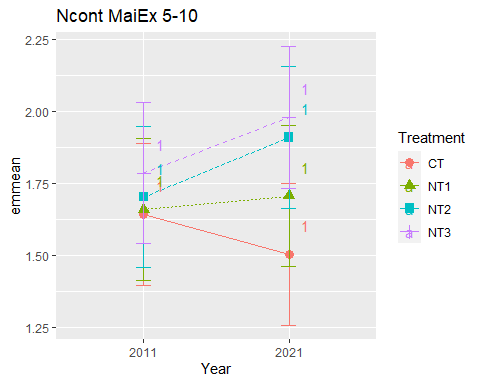 Ncont MaiEx 5-10
2.25
2.00
1.75
1.50
1.25
emmean
1
1
1
1
1
1
1
1
2011
2021
Year
Treatment
a CT
a NT1
a NT2
a NT3